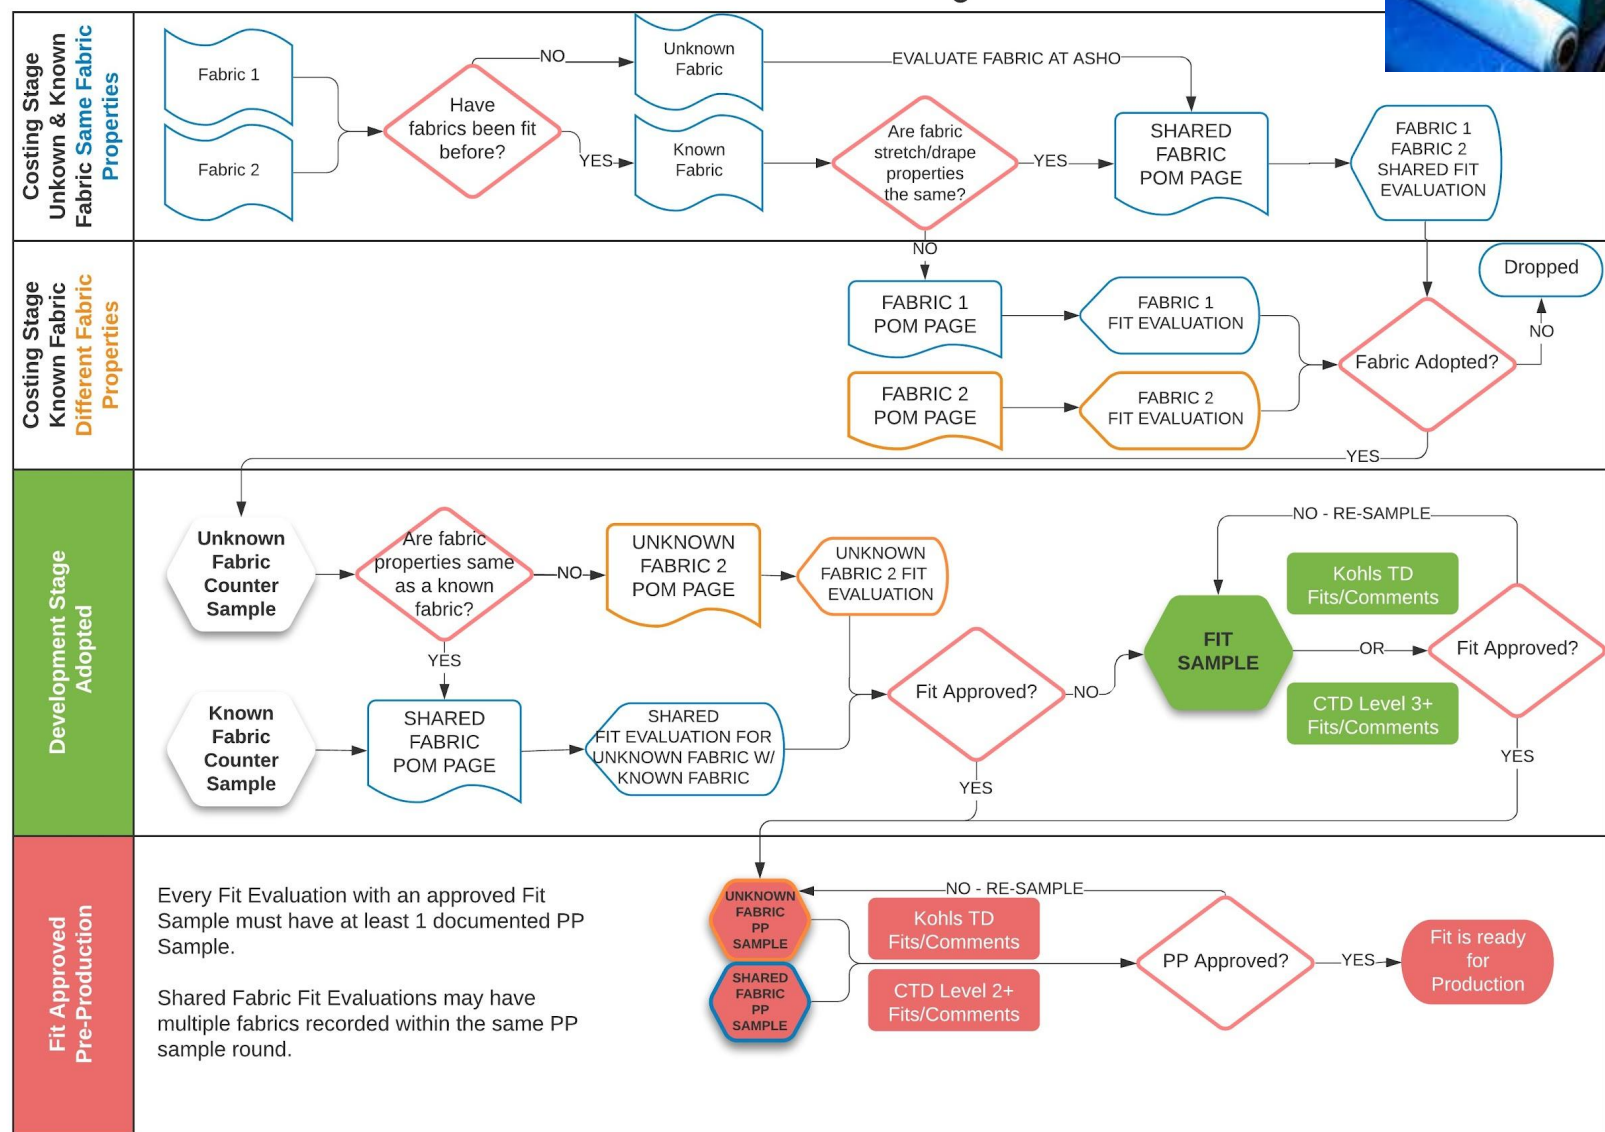 Costing Stage
Unkown & Known
Fabric Same Fabric
Properties
Fabric 1
Fabric 2
Have
fabrics been fit
before?
NO
YES
Unknown
Fabric
Known
Fabric
EVALUATE FABRIC AT ASHO
Are fabric
stretch/drape
properties
the same?
YES
SHARED
FABRIC
POM PAGE
FABRIC 1
FABRIC 2
SHARED FIT
EVALUATION
Costing Stage
Known Fabric
Different Fabric
Properties
NO
FABRIC 1
POM PAGE
FABRIC 1
FIT EVALUATION
FABRIC 2
POM PAGE
FABRIC 2
FIT EVALUATION
Fabric Adopted?
Dropped
NO
YES
Development Stage
Adopted
Unknown
Fabric
Counter
Sample
Are fabric
properties same
as a known
fabric?
NO
UNKNOWN
FABRIC 2
POM PAGE
UNKNOWN
FABRIC 2 FIT
EVALUATION
YES
Known
Fabric
Counter
Sample
SHARED
FABRIC
POM PAGE
SHARED
FIT EVALUATION FOR
UNKNOWN FABRIC W/
KNOWN FABRIC
Fit Approved?
NO
YES
FIT
SAMPLE
NO - RE-SAMPLE
Kohls TD
Fits/Comments
OR
CTD Level 3+
Fits/Comments
Fit Approved?
YES
Fit Approved
Pre-Production
Every Fit Evaluation with an approved Fit
Sample must have at least 1 documented PP
Sample.
Shared Fabric Fit Evaluations may have
multiple fabrics recorded within the same PP
sample round.
UNKNOWN
FABRIC
PP
SAMPLE
SHARED
FABRIC
PP
SAMPLE
NO - RE-SAMPLE
Kohls TD
Fits/Comments
CTD Level 2+
Fits/Comments
PP Approved?
YES
Fit is ready
for
Production